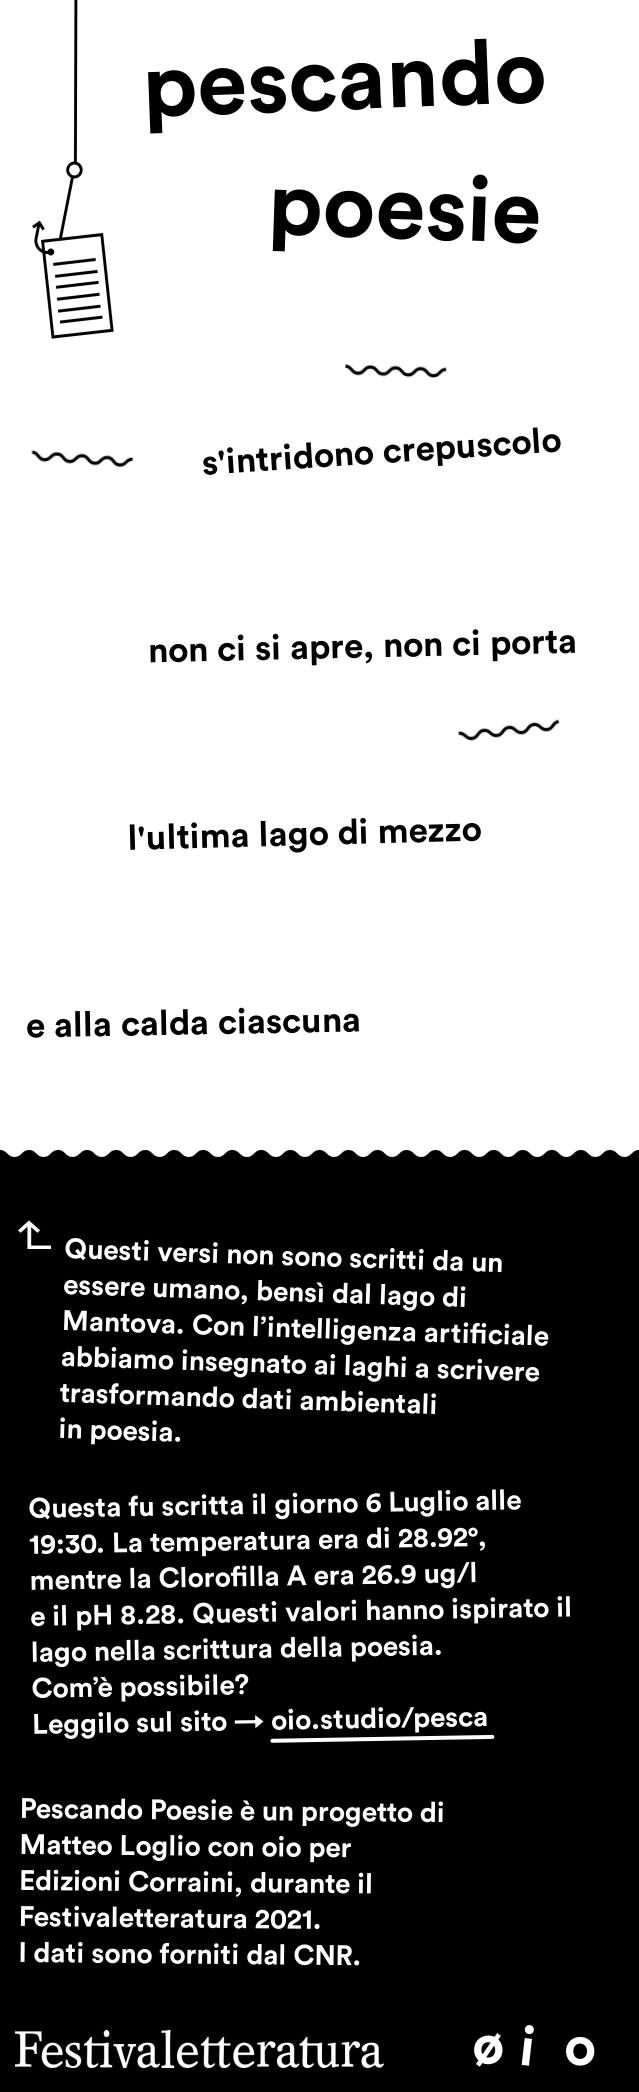 pescando
poesie
s'intridono crepuscolo
non ci si apre, non ci porta
l'ultima lago di mezzo
e alla calda ciascuna
Questi versi non sono scritti da un
essere umano, bensì dal lago di
Mantova. Con l’intelligenza artificiale
abbiamo insegnato ai laghi a scrivere
trasformando dati ambientali
in poesia.
Questa fu scritta il giorno 6 Luglio alle
19:30. La temperatura era di 28.92°,
mentre la Clorofilla A era 26.9 ug/l
e il pH 8.28. Questi valori hanno ispirato il
lago nella scrittura della poesia.
Com’è possibile?
Leggilo sul sito → oio.studio/pesca
Pescando Poesie è un progetto di
Matteo Loglio con oio per
Edizioni Corraini, durante il
Festivaletteratura 2021.
I dati sono forniti dal CNR.
Festivaletteratura øio